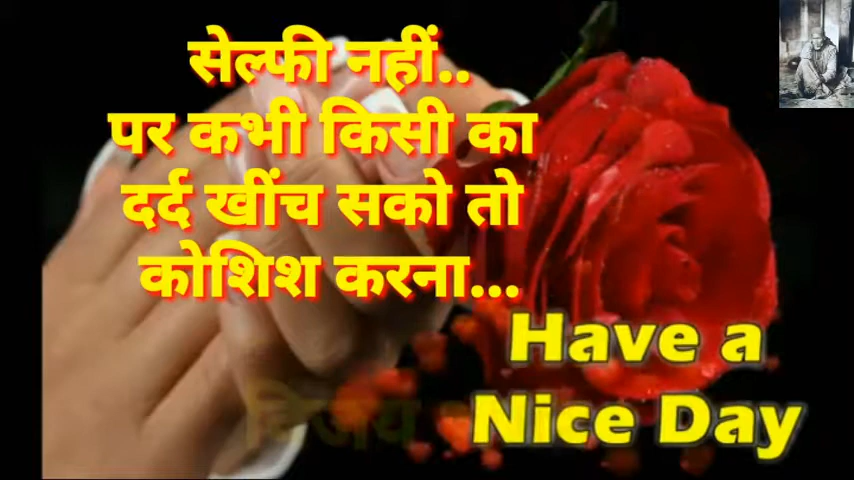 सेल्फी नहीं..
पर कभी किसी का
दर्द खींच सको तो
कोशिश करना...
Have a
Nice Day